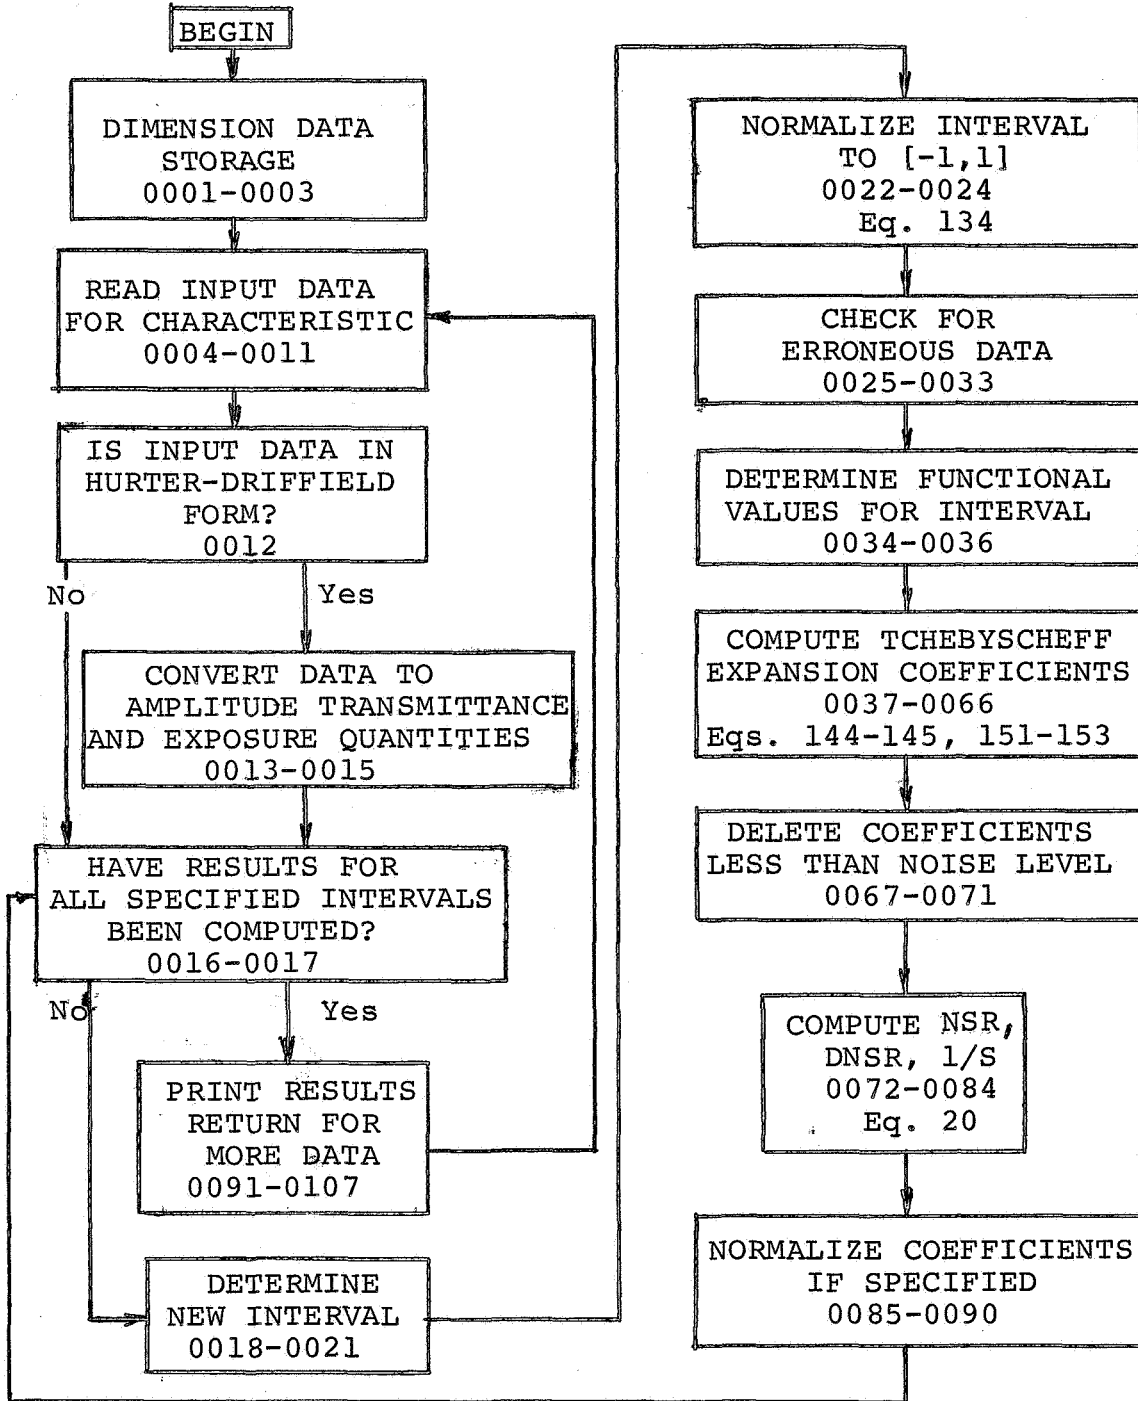 BEGIN
DIMENSION DATA
STORAGE
0001-0003
READ INPUT DATA
FOR CHARACTERISTIC
0004-0011
IS INPUT DATA IN
HURTER-DRIFFIELD
FORM?
0012
No
Yes
CONVERT DATA TO
AMPLITUDE TRANSMITTANCE
AND EXPOSURE QUANTITIES
0013-0015
HAVE RESULTS FOR
ALL SPECIFIED INTERVALS
BEEN COMPUTED?
0016-0017
No
Yes
PRINT RESULTS
RETURN FOR
MORE DATA
0091-0107
DETERMINE
NEW INTERVAL
0018-0021
NORMALIZE INTERVAL
TO [-1,1]
0022-0024
Eq. 134
CHECK FOR
ERRONEOUS DATA
0025-0033
DETERMINE FUNCTIONAL
VALUES FOR INTERVAL
0034-0036
COMPUTE TCHEBYSCHEFF
EXPANSION COEFFICIENTS
0037-0066
Eqs. 144-145, 151-153
DELETE COEFFICIENTS
LESS THAN NOISE LEVEL
0067-0071
COMPUTE NSR,
DNSR, 1/S
0072-0084
Eq. 20
NORMALIZE COEFFICIENTS
IF SPECIFIED
0085-0090